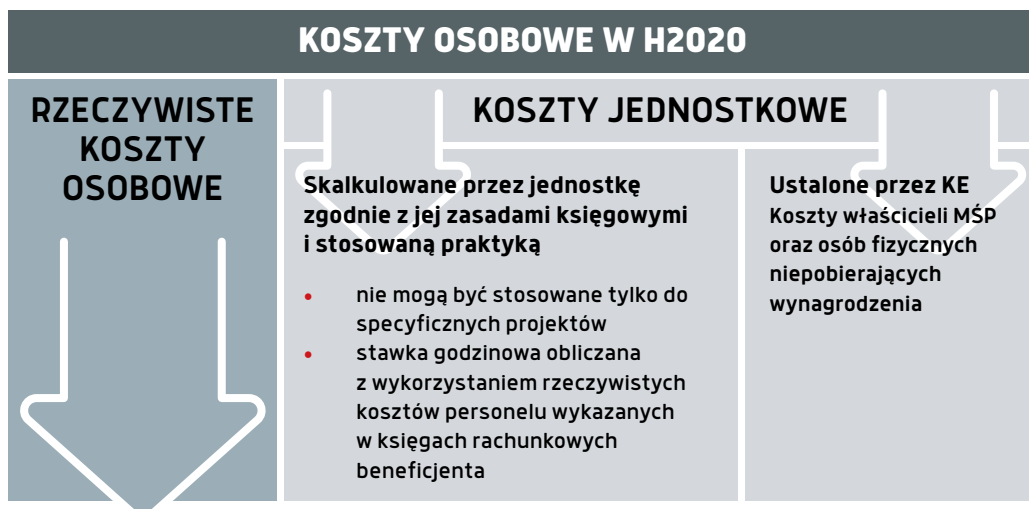 KOSZTY OSOBOWE W H2020
RZECZYWISTE
KOSZTY
OSOBOWE
KOSZTY JEDNOSTKOWE
Skalkulowane przez jednostkę
zgodnie z jej zasadami księgowymi
i stosowaną praktyką
• nie mogą być stosowane tylko do
specyficznych projektów
• stawka godzinowa obliczana
z wykorzystaniem rzeczywistych
kosztów personelu wykazanych
w księgach rachunkowych
beneficjenta
Ustalone przez KE
Koszty właścicieli MŚP
oraz osób fizycznych
niepobierających
wynagrodzenia